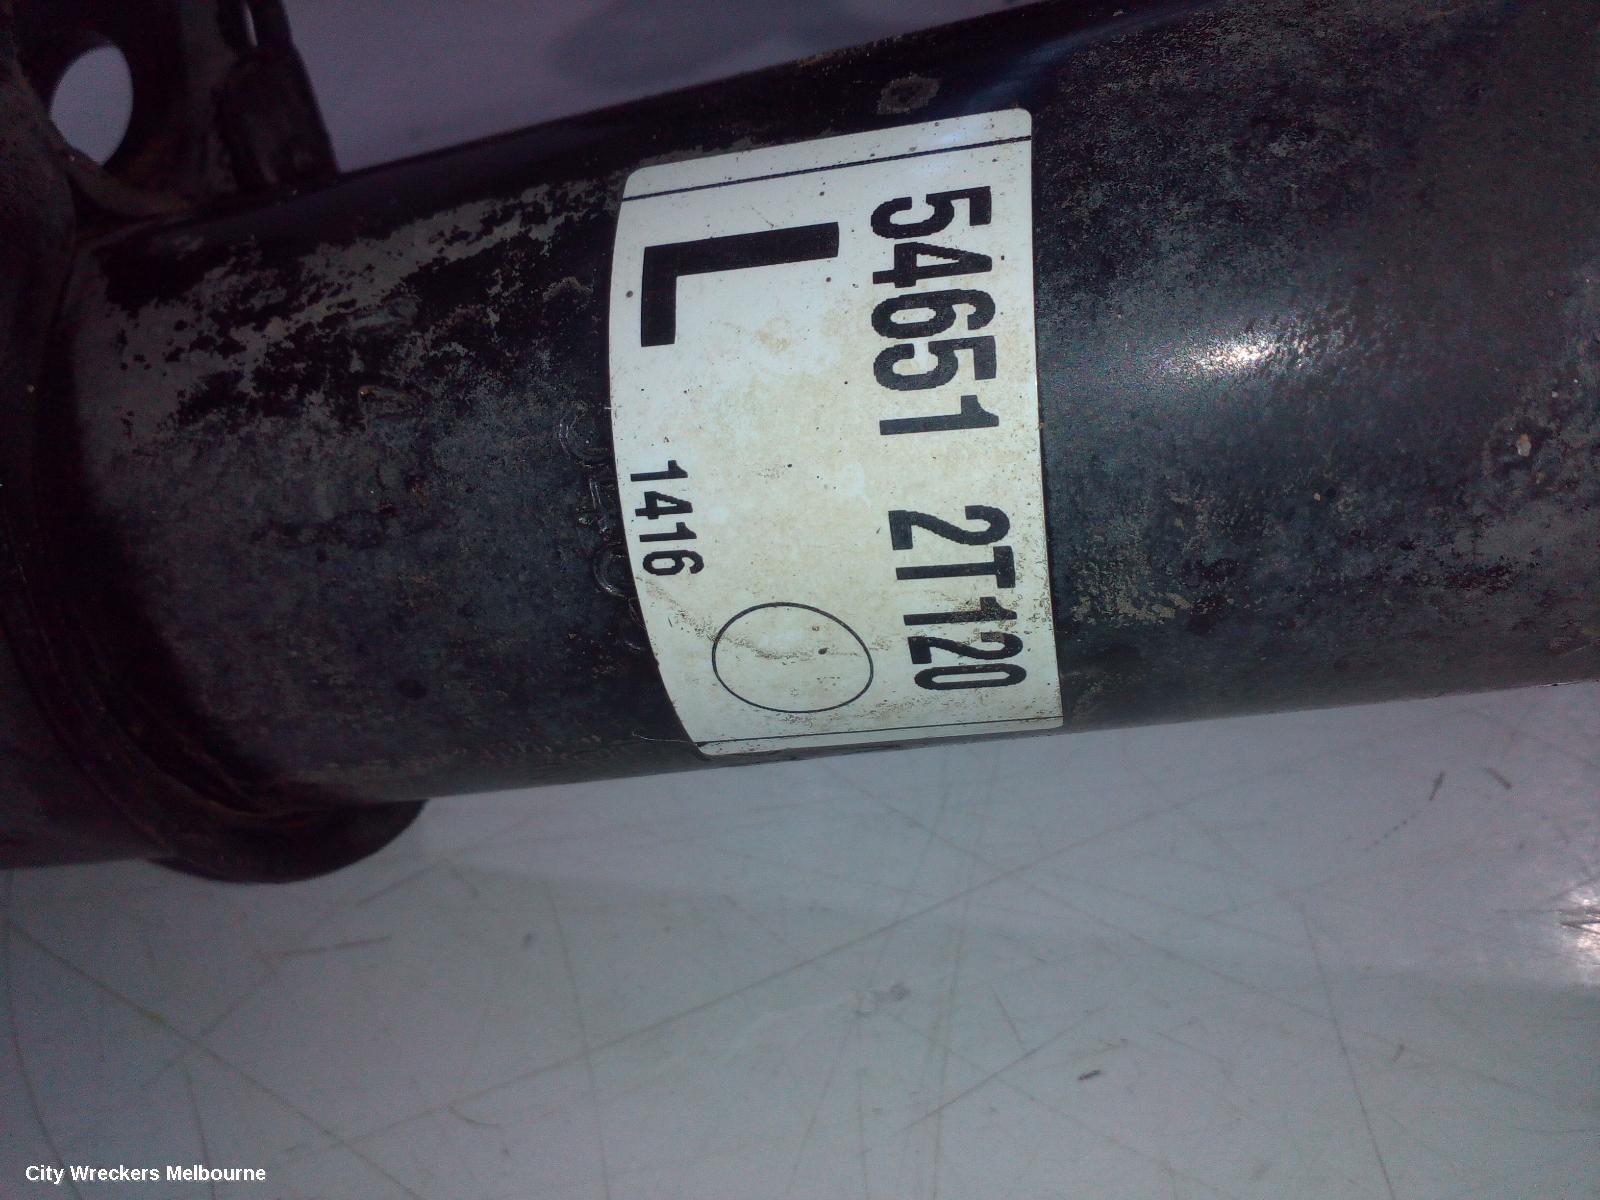 54651 2T120
L
1416
City Wreckers Melbourne